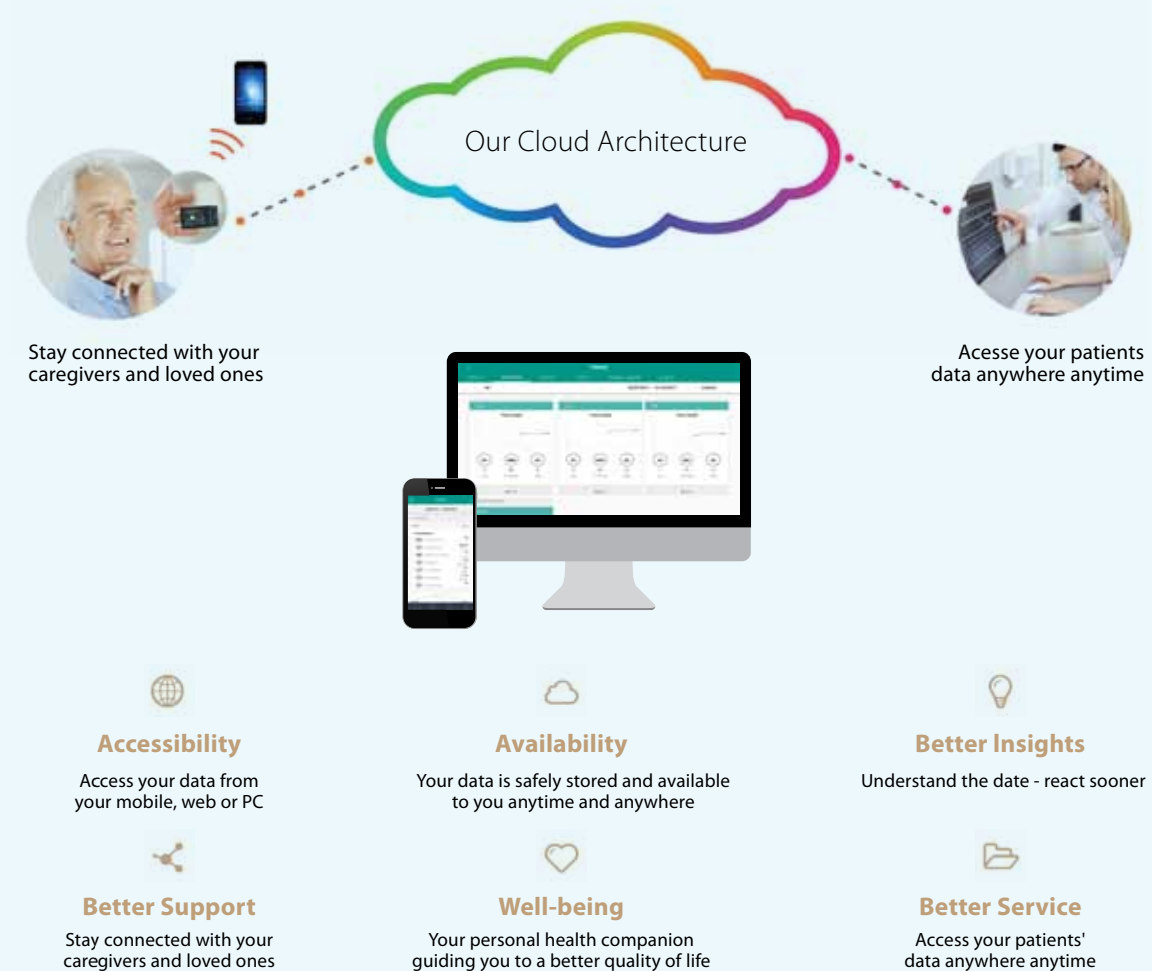 Our Cloud Architecture
Stay connected with your
caregivers and loved ones
Acesse your patients
data anywhere anytime
Accessibility
Access your data from
your mobile, web or PC
Availability
Your data is safely stored and available
to you anytime and anywhere
Better Insights
Understand the date - react sooner
Better Support
Stay connected with your
caregivers and loved ones
Well-being
Your personal health companion
guiding you to a better quality of life
Better Service
Access your patients'
data anywhere anytime